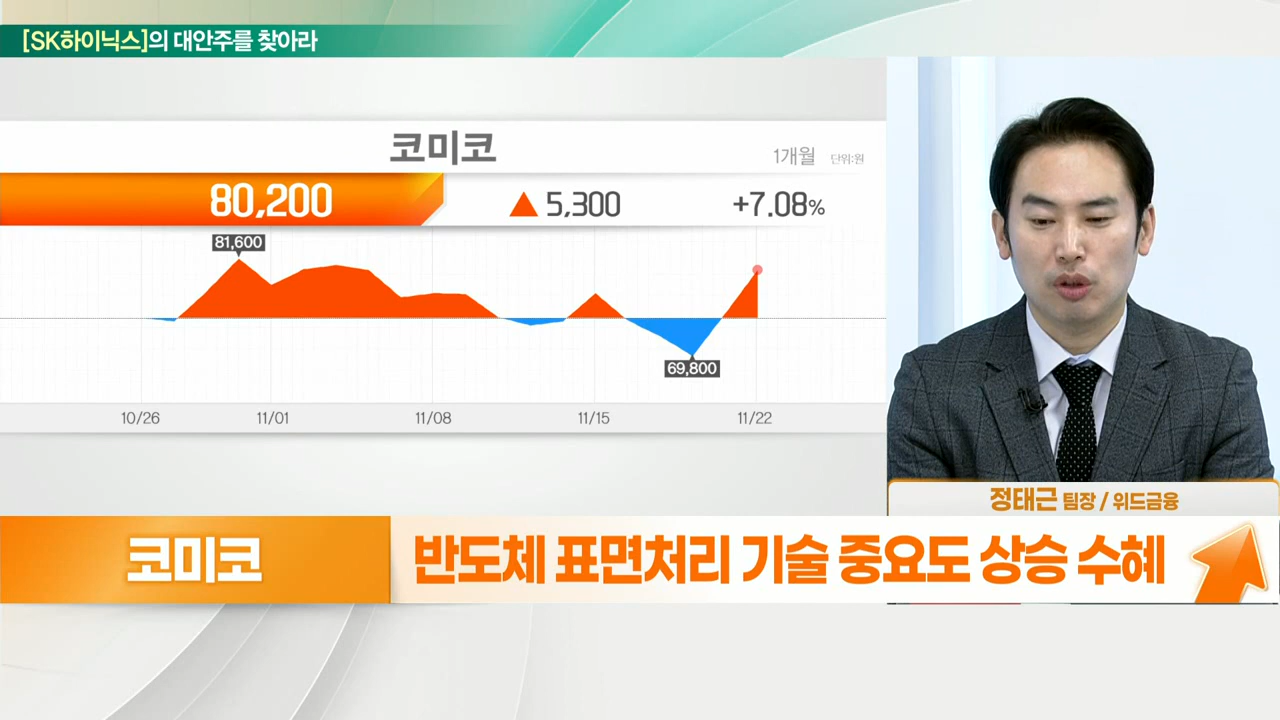 [SK하이닉스]의 대안주를 찾아라
코미코
1개월 단위:원
80,200 ▲ 5,300 +7.08%
81,600
69,800
10/26 11/01 11/08 11/15 11/22
정태근 팀장 / 위드금융
코미코
반도체 표면처리 기술 중요도 상승 수혜